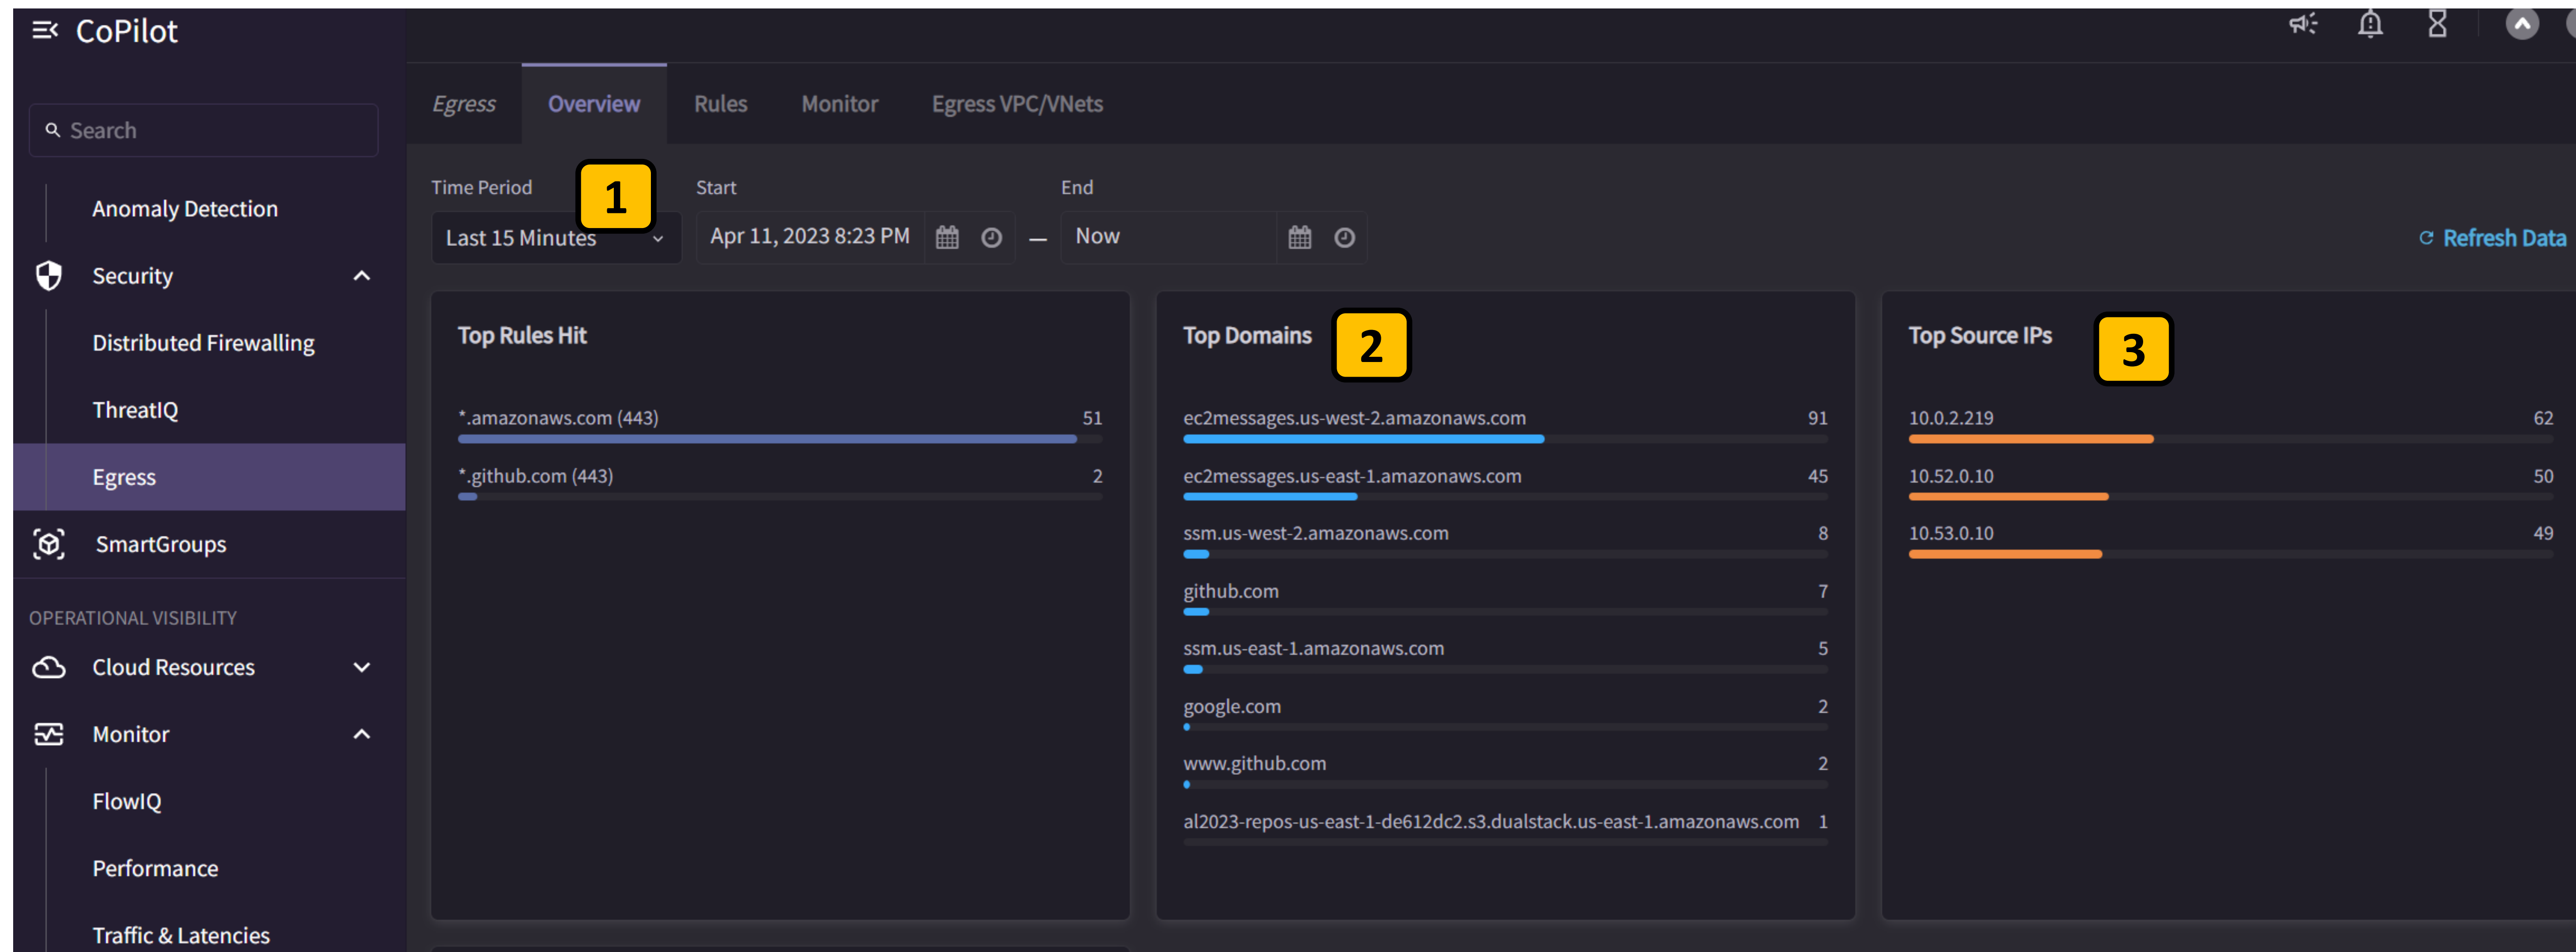 CoPilot
Search
Anomaly Detection
Security
Distributed Firewalling
ThreatIQ
Egress
SmartGroups
OPERATIONAL VISIBILITY
Cloud Resources
Monitor
FlowIQ
Performance
Traffic & Latencies
Egress Overview Rules Monitor Egress VPC/VNets
Time Period 1 Start End
Last 15 Minutes Apr 11, 2023 8:23 PM – Now Refresh Data
Top Rules Hit
*.amazonaws.com (443) 51
*.github.com (443) 2
Top Domains 2
ec2messages.us-west-2.amazonaws.com 91
ec2messages.us-east-1.amazonaws.com 45
ssm.us-west-2.amazonaws.com 8
github.com 7
ssm.us-east-1.amazonaws.com 5
google.com 2
www.github.com 2
al2023-repos-us-east-1-de612dc2.s3.dualstack.us-east-1.amazonaws.com 1
Top Source IPs 3
10.0.2.219 62
10.52.0.10 50
10.53.0.10 49